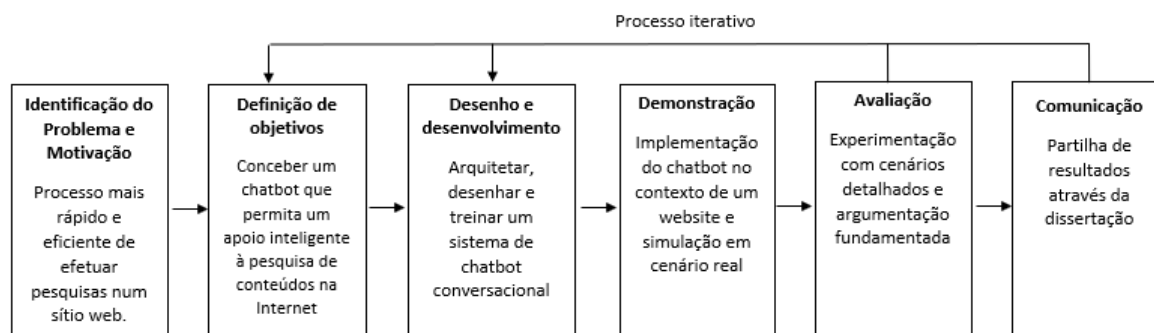 Processo iterativo
Identificação do
Problema e
Motivação
Processo mais
rápido e
eficiente de
efetuar
pesquisas num
sítio web.
Definição de
objetivos
Conceber um
chatbot que
permita um
apoio inteligente
à pesquisa de
conteúdos na
Internet
Desenho e
desenvolvimento
Arquitetar,
desenhar e
treinar um
sistema de
chatbot
conversacional
Demonstração
Implementação
do chatbot no
contexto de um
website e
simulação em
cenário real
Avaliação
Experimentação
com cenários
detalhados e
argumentação
fundamentada
Comunicação
Partilha de
resultados
através da
dissertação